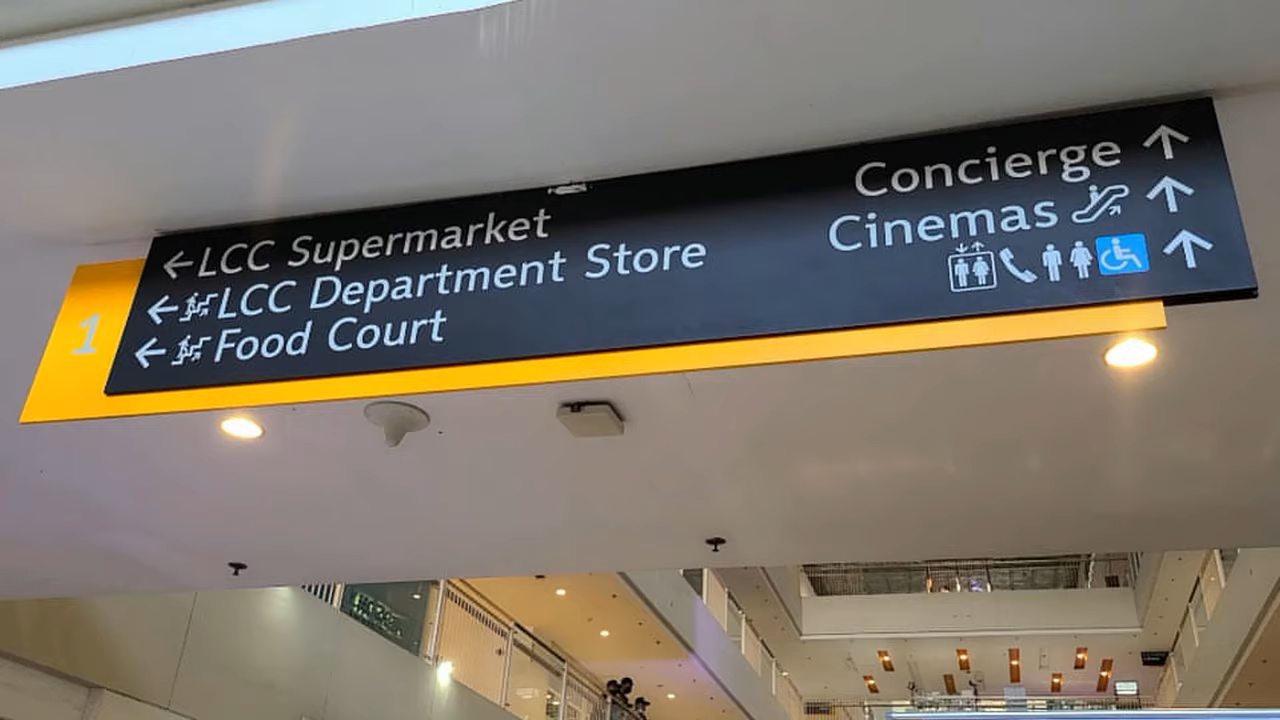 1
LCC Supermarket
LCC Department Store
Food Court
Concierge
Cinemas